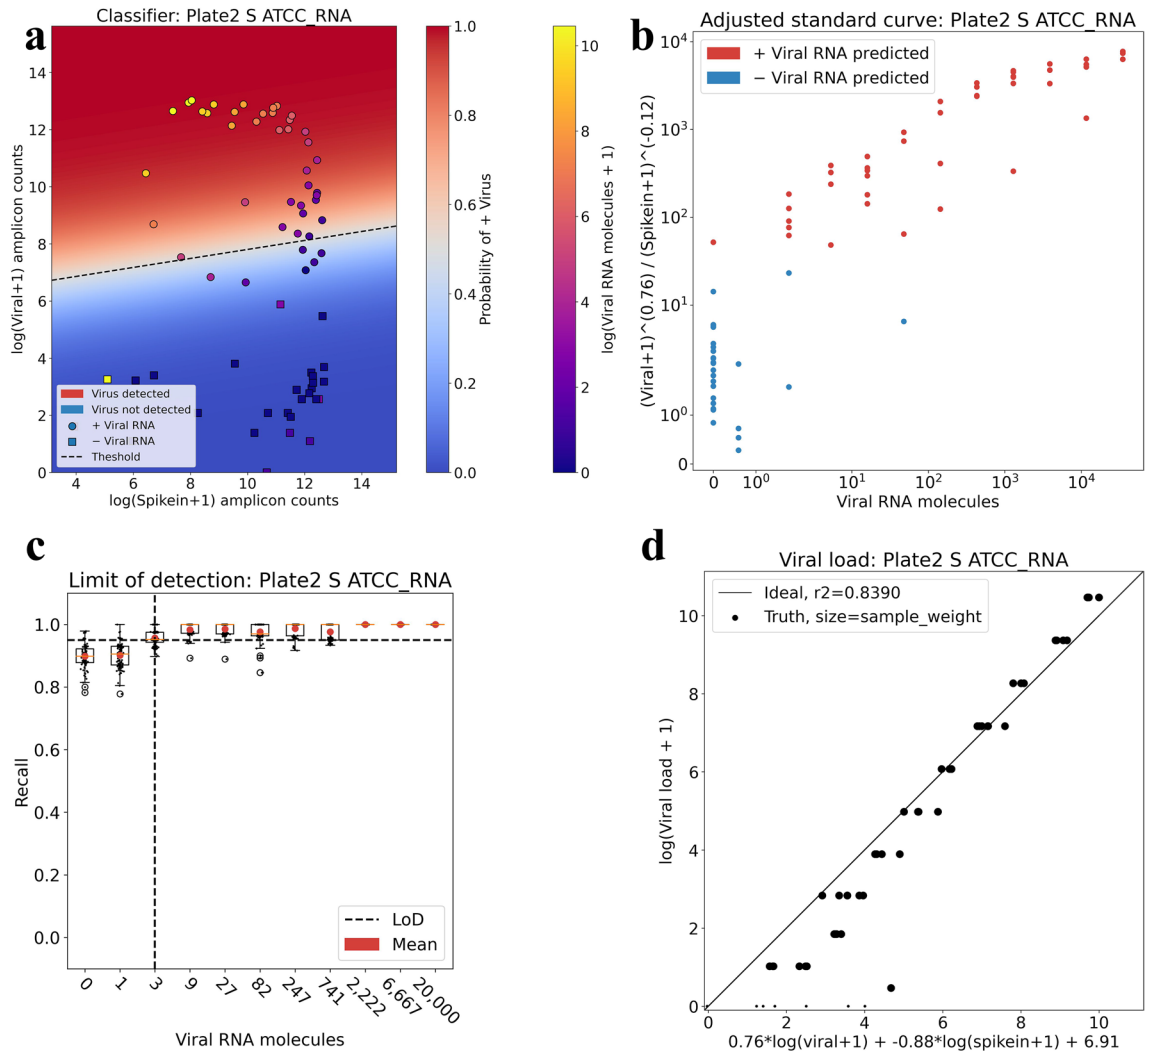 a
Classifier: Plate2 S ATCC_RNA
log(Viral+1) amplicon counts
14
12
10
8
6
4
2
0
4 6 8 10 12 14
log(Spikein+1) amplicon counts
Virus detected
Virus not detected
+ Viral RNA
− Viral RNA
Threshold
1.0
0.8
0.6
0.4
0.2
0.0
Probability of + Virus
10
8
6
4
2
0
log(Viral RNA molecules + 1)
b
Adjusted standard curve: Plate2 S ATCC_RNA
+ Viral RNA predicted
− Viral RNA predicted
(Viral+1)^(0.76) / (Spikein+1)^(-0.12)
10^4
10^3
10^2
10^1
10^0
0
0 10^0 10^1 10^2 10^3 10^4
Viral RNA molecules
c
Limit of detection: Plate2 S ATCC_RNA
Recall
1.0
0.8
0.6
0.4
0.2
0.0
LoD
Mean
0 1 3 9 27 82 247 741 2,222 6,667 20,000
Viral RNA molecules
d
Viral load: Plate2 S ATCC_RNA
Ideal, r2=0.8390
Truth, size=sample_weight
log(Viral load + 1)
10
8
6
4
2
0
0 2 4 6 8 10
0.76*log(viral+1) + -0.88*log(spikein+1) + 6.91